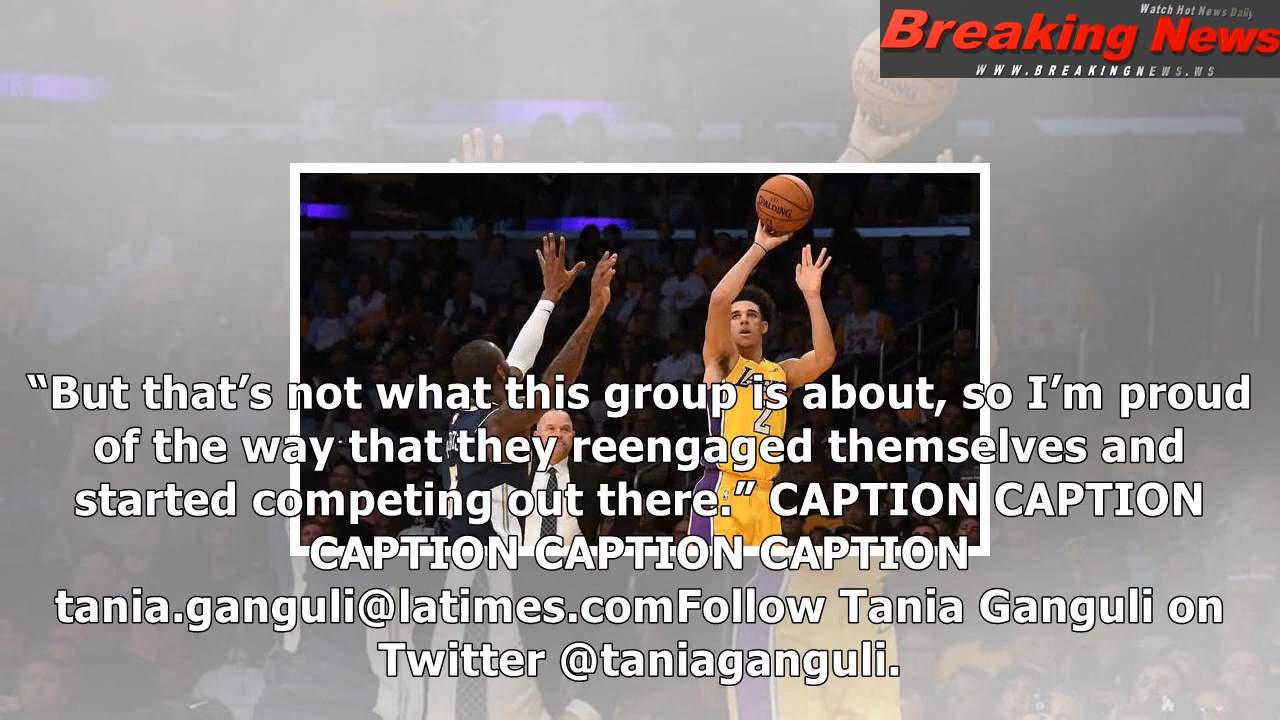 Watch Hot News Daily
Breaking News
WWW.BREAKINGNEWS.WS
SPALDING
SPALDING
2
“But that’s not what this group is about, so I’m proud
of the way that they reengaged themselves and
started competing out there.” CAPTION CAPTION
CAPTION CAPTION CAPTION
tania.ganguli@latimes.comFollow Tania Ganguli on
Twitter @taniaganguli.